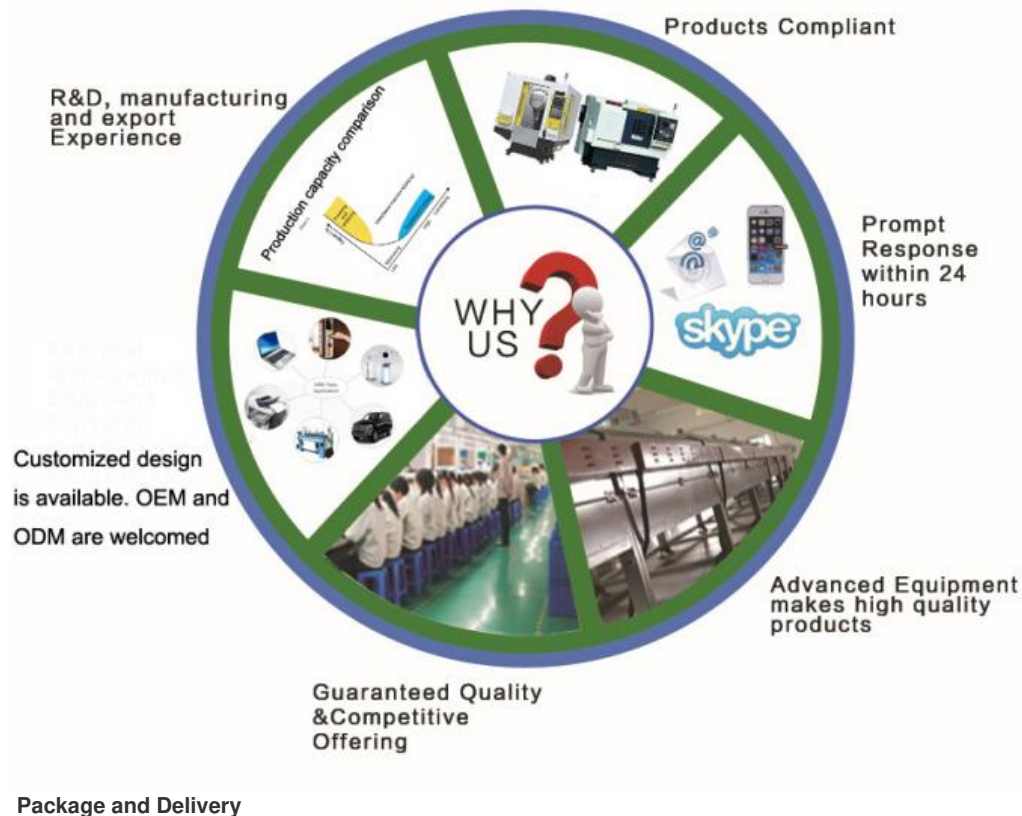 Products Compliant
R&D, manufacturing
and export
Experience
Production capacity comparison
Prompt
Response
within 24
hours
WHY
US
skype
Customized design
is available. OEM and
ODM are welcomed
Advanced Equipment
makes high quality
products
Guaranteed Quality
&Competitive
Offering
Package and Delivery